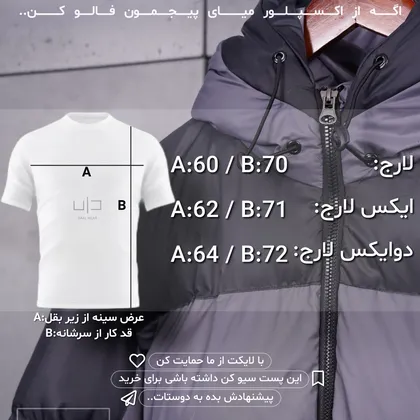 اگه از اکسپلور میای پیجمون فالو کن..
لارج: A:60 / B:70
ایکس لارج: A:62 / B:71
دوایکس لارج: A:64 / B:72
A
B
عرض سینه از زیر بقل:A
قد کار از سرشانه:B
با لایکت از ما حمایت کن
این پست سیو کن داشته باشی برای خرید
پیشنهادش بده به دوستات..